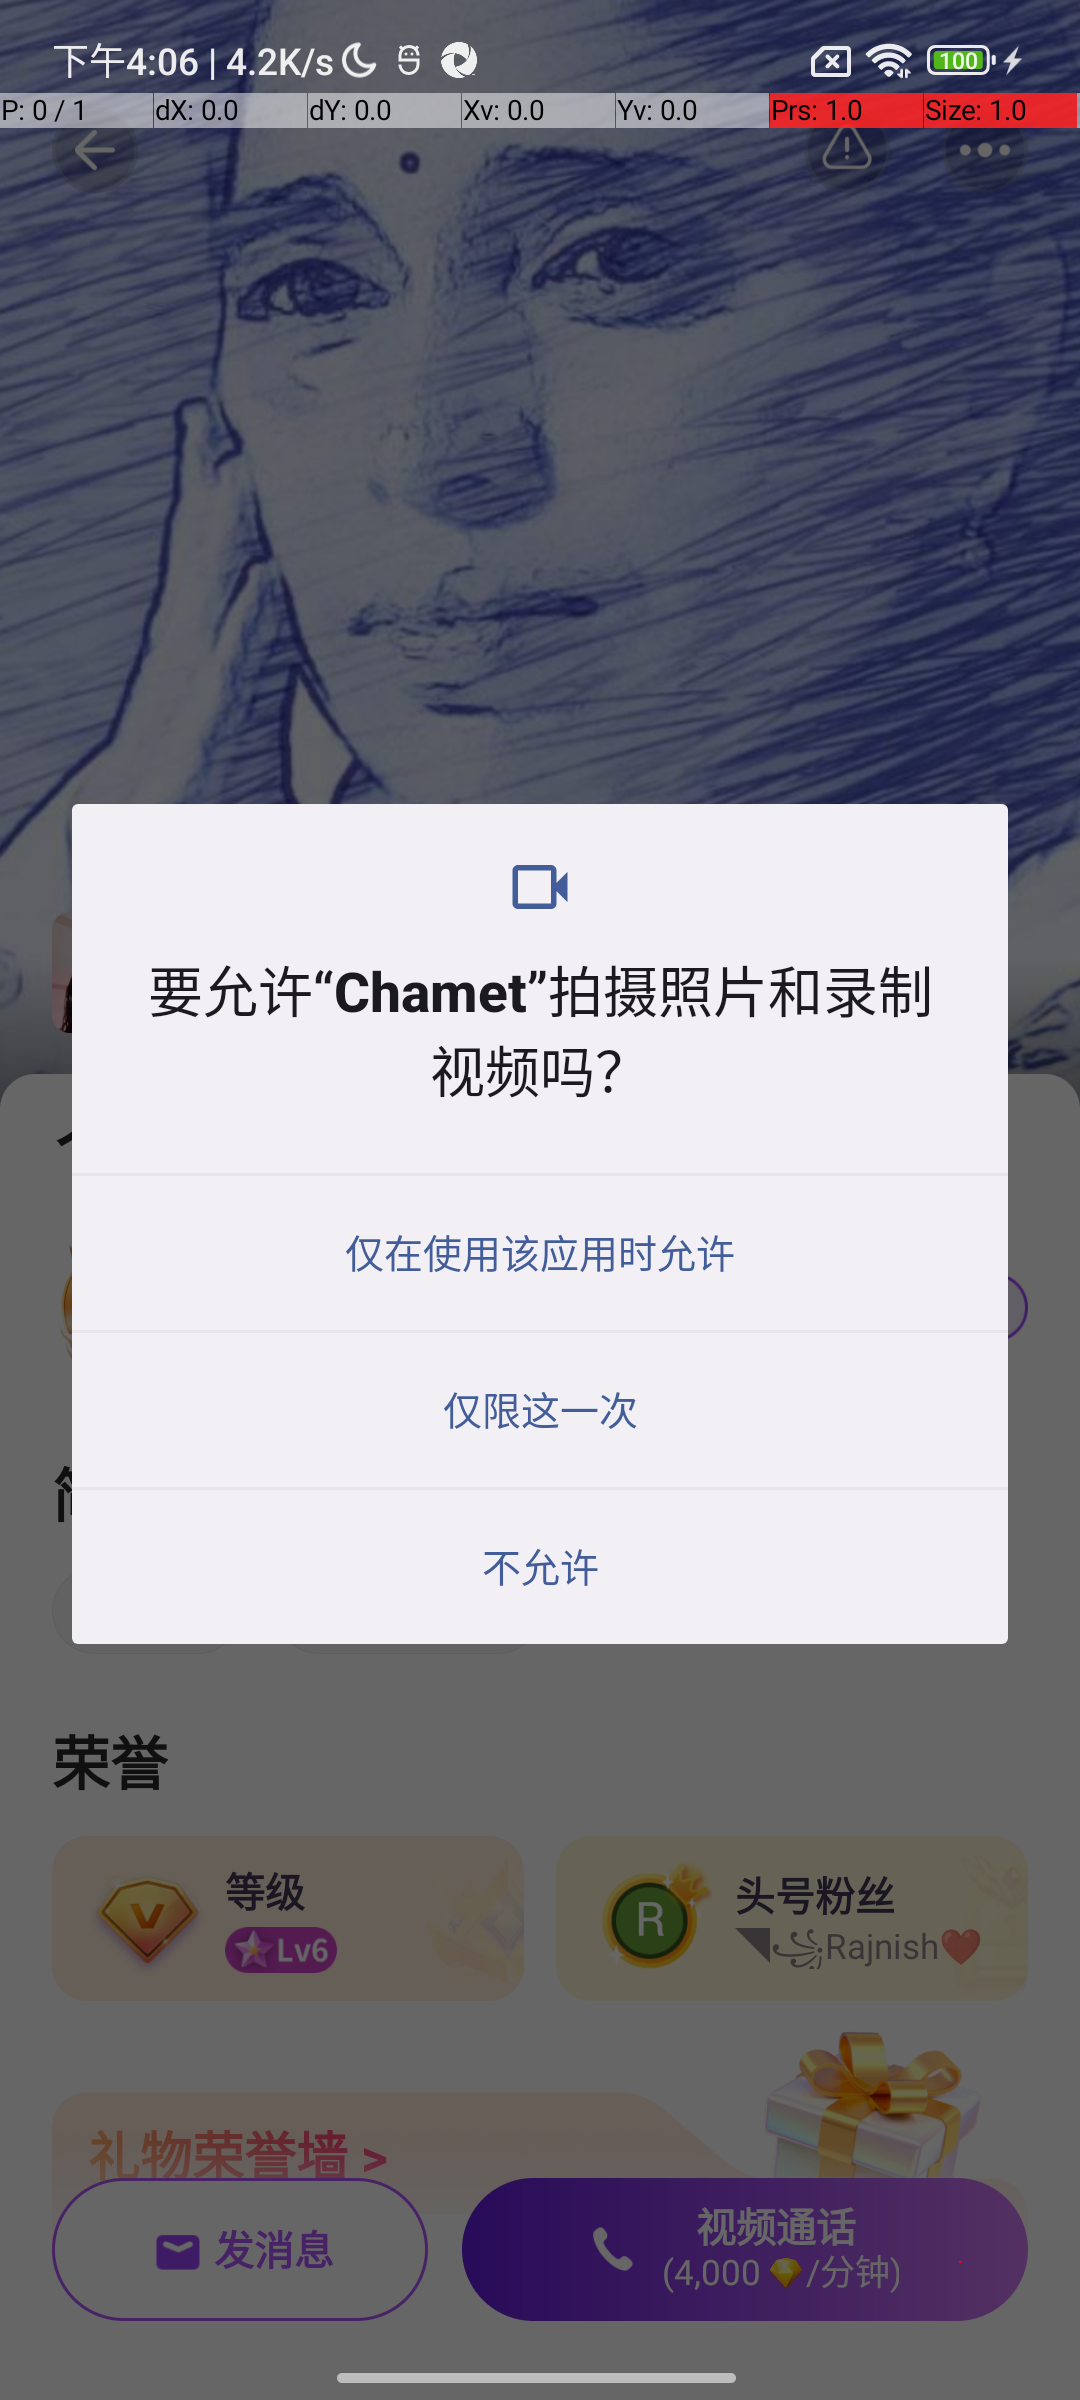 下午4:06 | 4.2K/s
100
P: 0 / 1
dX: 0.0
dY: 0.0
Xv: 0.0
Yv: 0.0
Prs: 1.0
Size: 1.0
要允许“Chamet”拍摄照片和录制
视频吗?
仅在使用该应用时允许
仅限这一次
不允许
荣誉
等级
Lv6
R
头号粉丝
Rajnish❤️
礼物荣誉墙 >
发消息
视频通话
(4,000 /分钟)